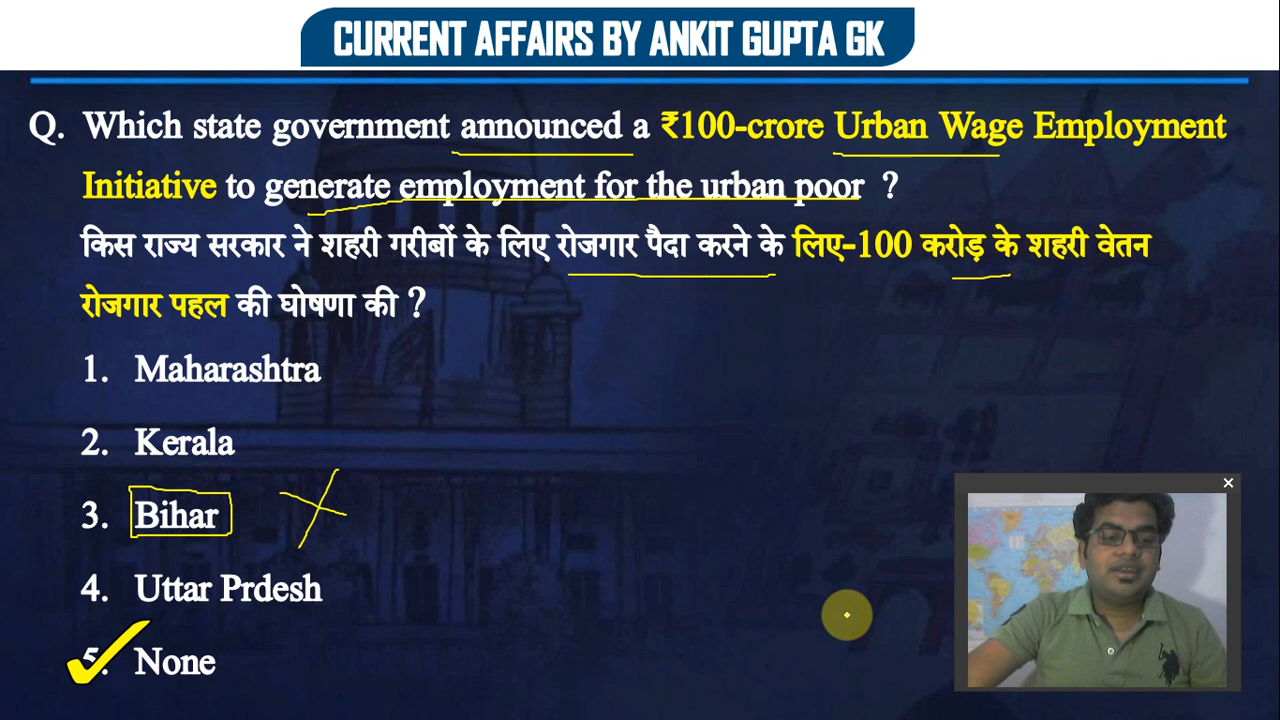 CURRENT AFFAIRS BY ANKIT GUPTA GK
Q. Which state government announced a ₹100-crore Urban Wage Employment
Initiative to generate employment for the urban poor ?
किस राज्य सरकार ने शहरी गरीबों के लिए रोजगार पैदा करने के लिए-100 करोड़ के शहरी वेतन
रोजगार पहल की घोषणा की ?
1. Maharashtra
2. Kerala
3. Bihar
4. Uttar Prdesh
5. None